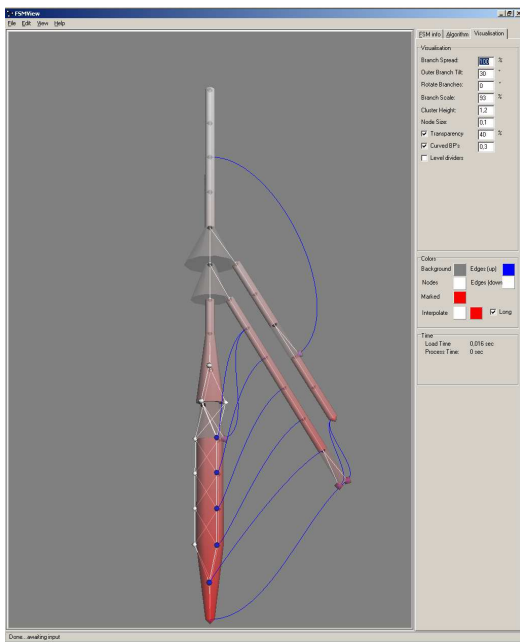 FSMView
File Edit View Help
FSM info Algorithm Visualisation
Visualisation
Branch Spread: 100 %
Outer Branch Tilt: 30 °
Rotate Branches: 0 °
Branch Scale: 93 %
Cluster Height: 1,2
Node Size: 0,1
Transparency 40 %
Curved BP's 0,3
Level dividers
Colors
Background Edges (up)
Nodes Edges (down
Marked
Interpolate Long
Time
Load Time 0,016 sec
Process Time: 0 sec
Done...awaiting input